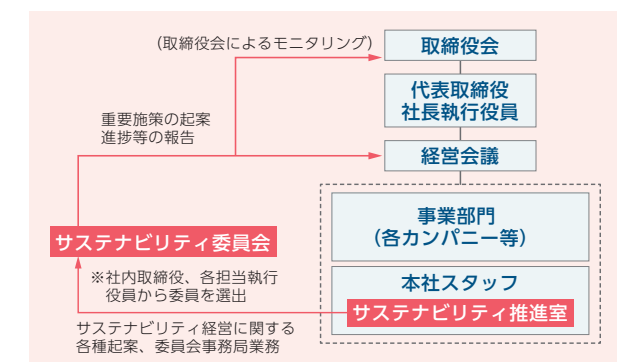 (取締役会によるモニタリング)
取締役会
代表取締役
社長執行役員
重要施策の起案
進捗等の報告
経営会議
事業部門
(各カンパニー等)
サステナビリティ委員会
※社内取締役、各担当執行
役員から委員を選出
本社スタッフ
サステナビリティ推進室
サステナビリティ経営に関する
各種起案、委員会事務局業務